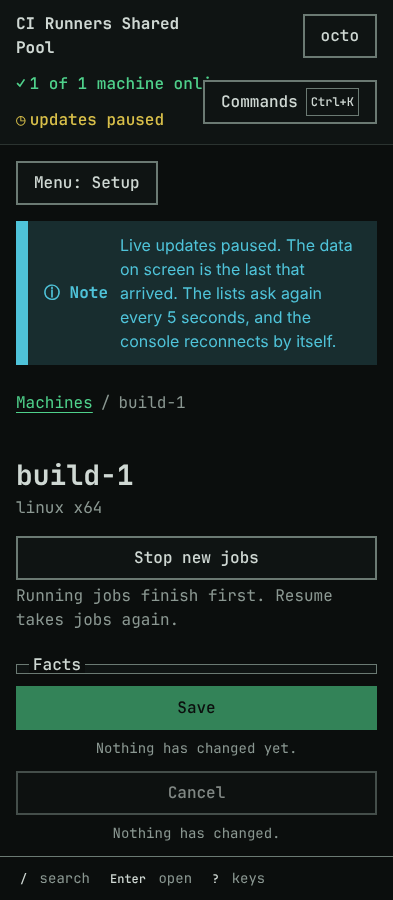 CI Runners Shared
Pool
octo
✓ 1 of 1 machine onli
Commands Ctrl+K
◷ updates paused
Menu: Setup
ⓘ Note
Live updates paused. The data
on screen is the last that
arrived. The lists ask again
every 5 seconds, and the
console reconnects by itself.
Machines / build-1
build-1
linux x64
Stop new jobs
Running jobs finish first. Resume
takes jobs again.
Facts
Save
Nothing has changed yet.
Cancel
Nothing has changed.
/ search Enter open ? keys